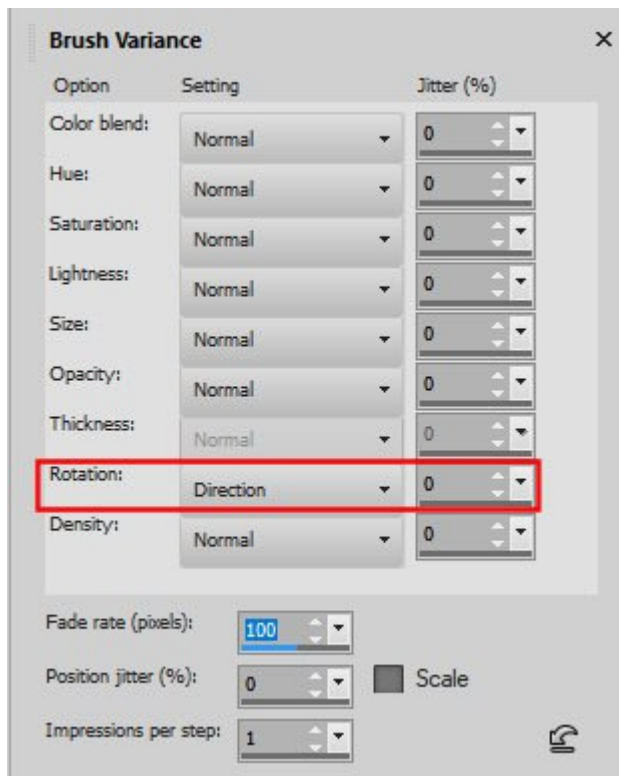 Brush Variance
Option Setting Jitter (%)
Color blend: Normal 0
Hue: Normal 0
Saturation: Normal 0
Lightness: Normal 0
Size: Normal 0
Opacity: Normal 0
Thickness: Normal 0
Rotation: Direction 0
Density: Normal 0
Fade rate (pixels): 100
Position jitter (%): 0 Scale
Impressions per step: 1